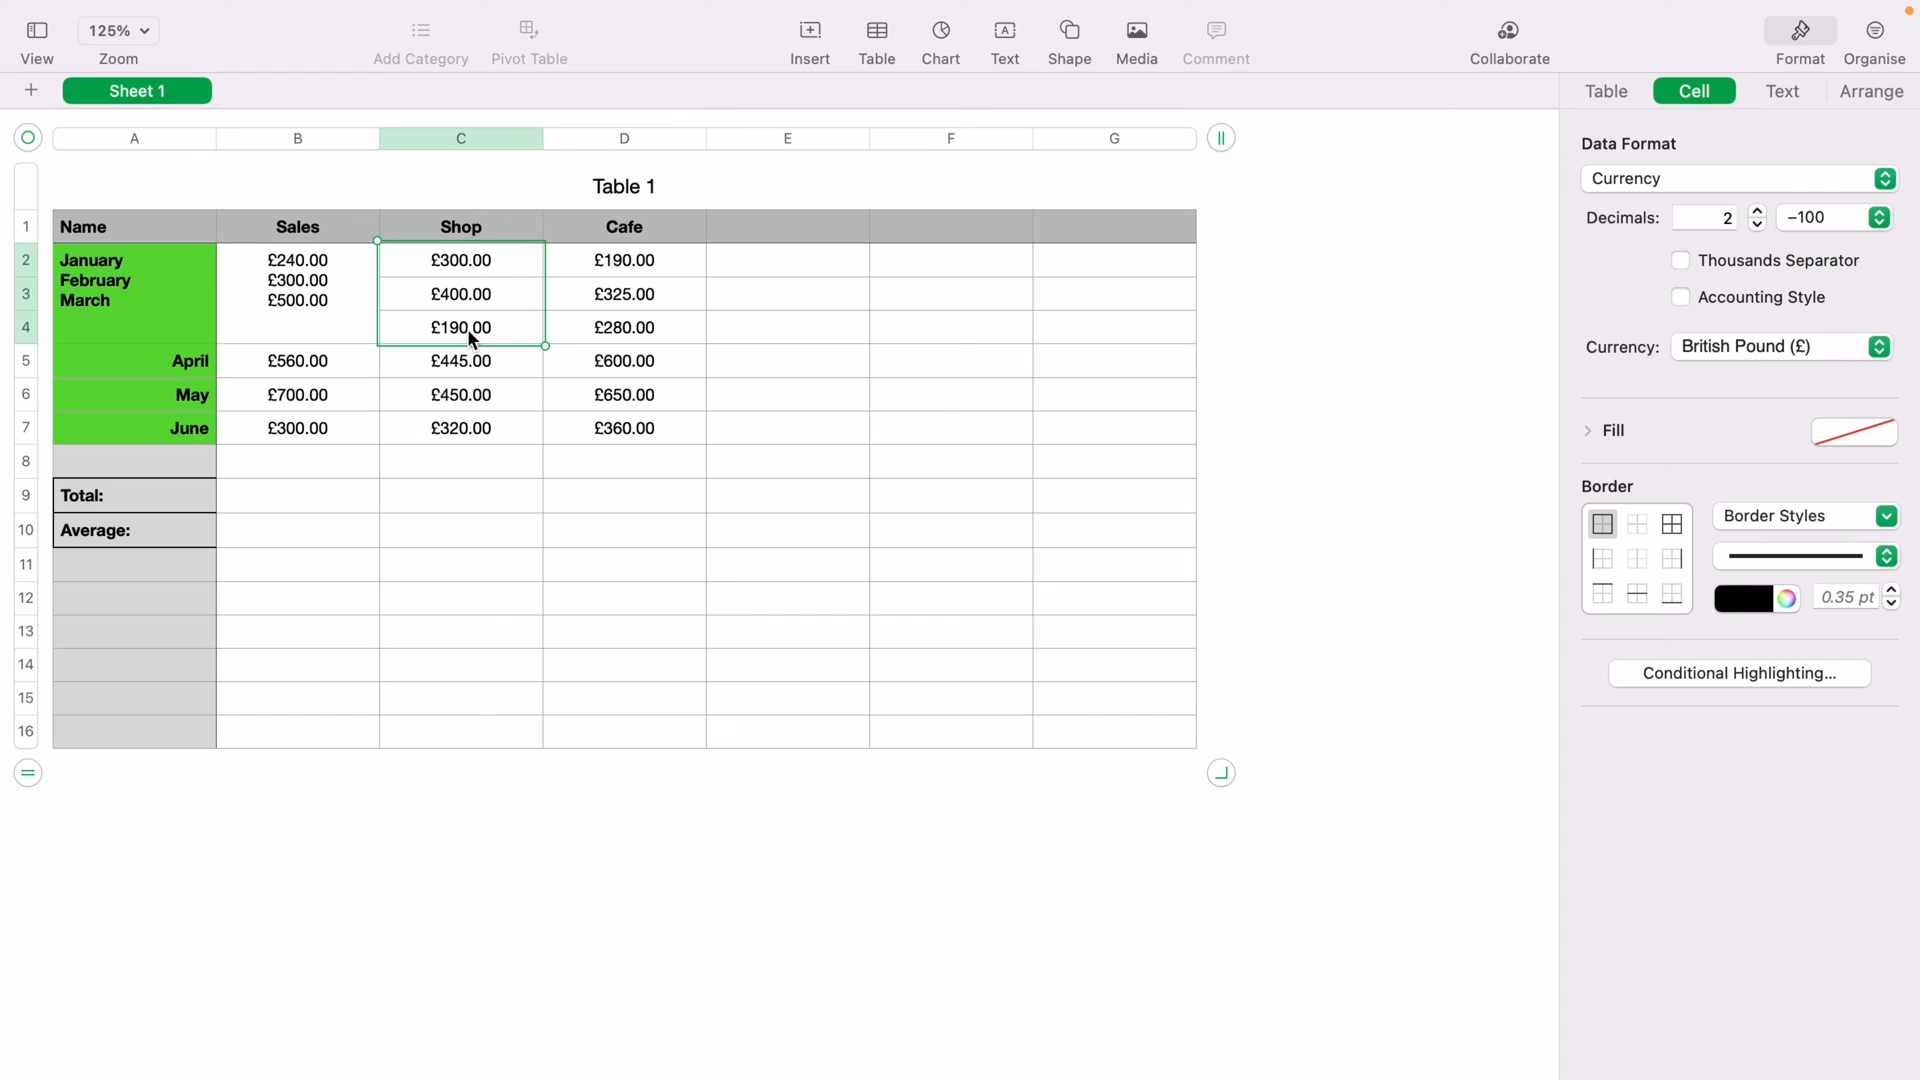 125%
View
Zoom
Add Category
Pivot Table
Insert
Table
Chart
Text
Shape
Media
Comment
Collaborate
Format
Organise
+
Sheet 1
Table
Cell
Text
Arrange
A B C D E F G
Table 1
1 Name Sales Shop Cafe
2 January £240.00 £300.00 £190.00
February £300.00
3 £400.00 £325.00
March £500.00
4 £190.00 £280.00
5 April £560.00 £445.00 £600.00
6 May £700.00 £450.00 £650.00
7 June £300.00 £320.00 £360.00
8
9 Total:
10 Average:
11
12
13
14
15
16
Data Format
Currency
Decimals: 2 –100
Thousands Separator
Accounting Style
Currency: British Pound (£)
Fill
Border
Border Styles
0.35 pt
Conditional Highlighting...